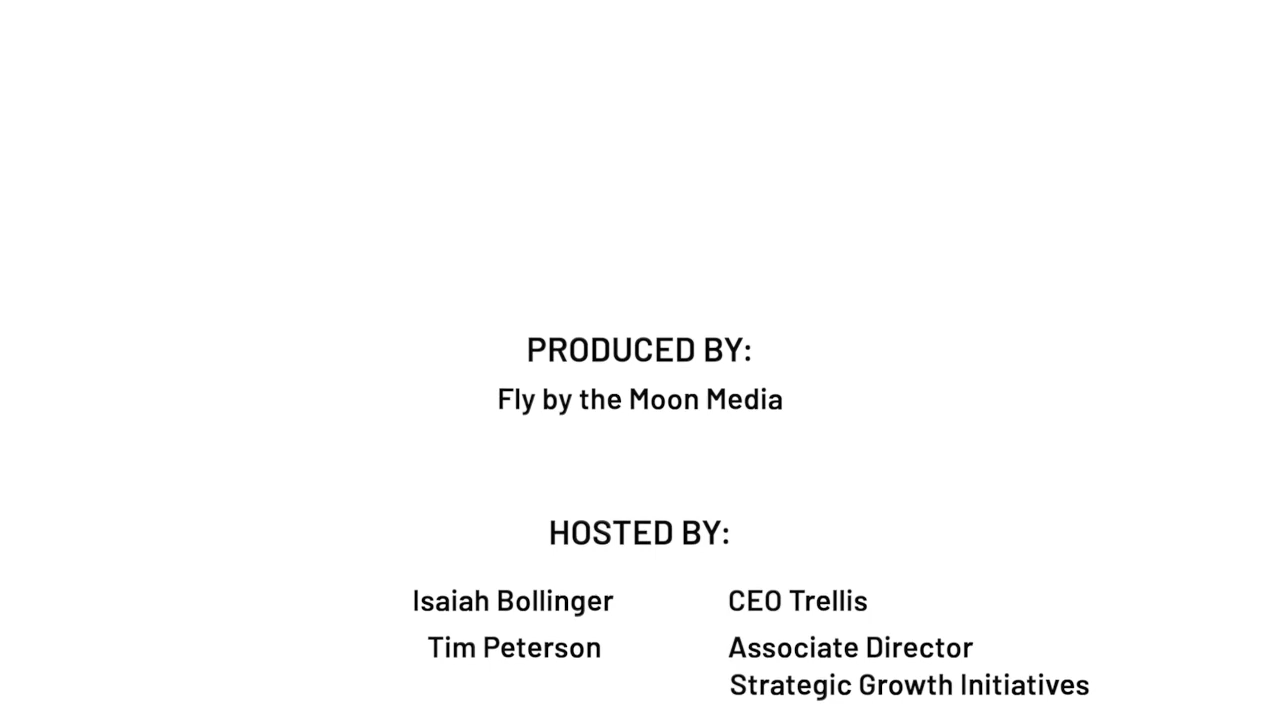 PRODUCED BY:
Fly by the Moon Media
HOSTED BY:
Isaiah Bollinger CEO Trellis
Tim Peterson Associate Director
Strategic Growth Initiatives